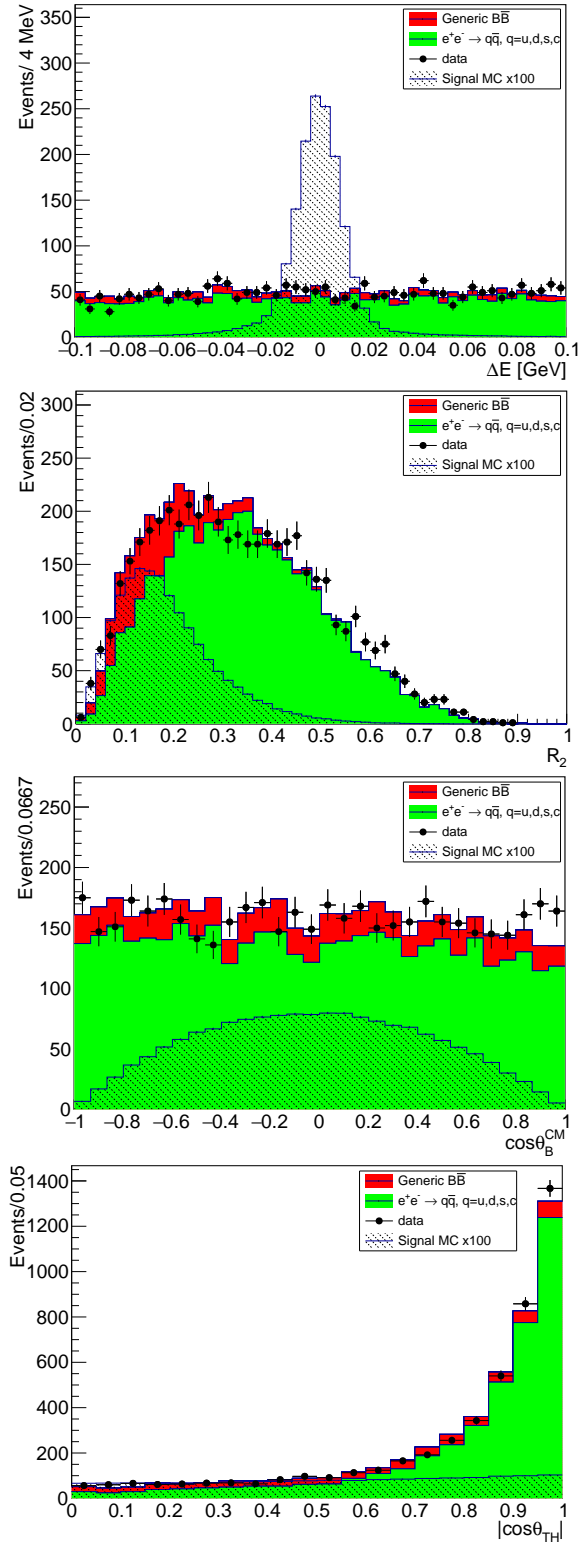 Events/ 4 MeV
350
300
250
200
150
100
50
0
Generic BB̅
e⁺e⁻ → qq̅, q=u,d,s,c
data
Signal MC x100
−0.1 −0.08 −0.06 −0.04 −0.02 0 0.02 0.04 0.06 0.08 0.1
ΔE [GeV]
Events/0.02
300
250
200
150
100
50
0
Generic BB̅
e⁺e⁻ → qq̅, q=u,d,s,c
data
Signal MC x100
0 0.1 0.2 0.3 0.4 0.5 0.6 0.7 0.8 0.9 1
R₂
Events/0.0667
250
200
150
100
50
0
Generic BB̅
e⁺e⁻ → qq̅, q=u,d,s,c
data
Signal MC x100
−1 −0.8 −0.6 −0.4 −0.2 0 0.2 0.4 0.6 0.8 1
cosθ_B^CM
Events/0.05
1400
1200
1000
800
600
400
200
0
Generic BB̅
e⁺e⁻ → qq̅, q=u,d,s,c
data
Signal MC x100
0 0.1 0.2 0.3 0.4 0.5 0.6 0.7 0.8 0.9 1
|cosθ_TH|